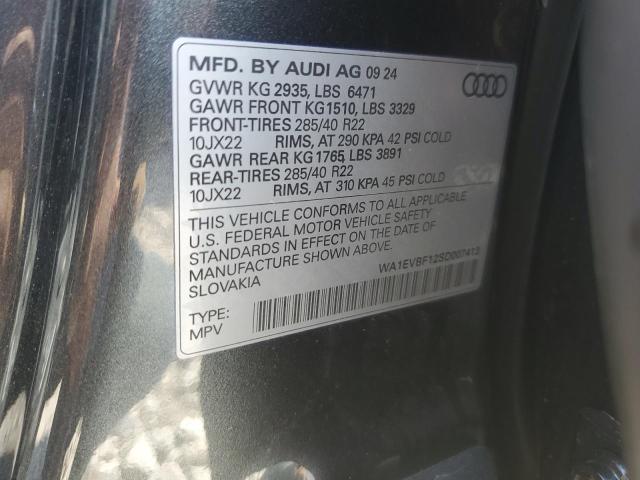 MFD. BY AUDI AG 09 24
GVWR KG 2935, LBS 6471
GAWR FRONT KG1510, LBS 3329
FRONT-TIRES 285/40 R22
10JX22 RIMS, AT 290 KPA 42 PSI COLD
GAWR REAR KG1765, LBS 3891
REAR-TIRES 285/40 R22
10JX22 RIMS, AT 310 KPA 45 PSI COLD
THIS VEHICLE CONFORMS TO ALL APPLICABLE
U.S. FEDERAL MOTOR VEHICLE SAFETY
STANDARDS IN EFFECT ON THE DATE OF
MANUFACTURE SHOWN ABOVE.
SLOVAKIA
WA1EVBF12SD007413
TYPE:
MPV